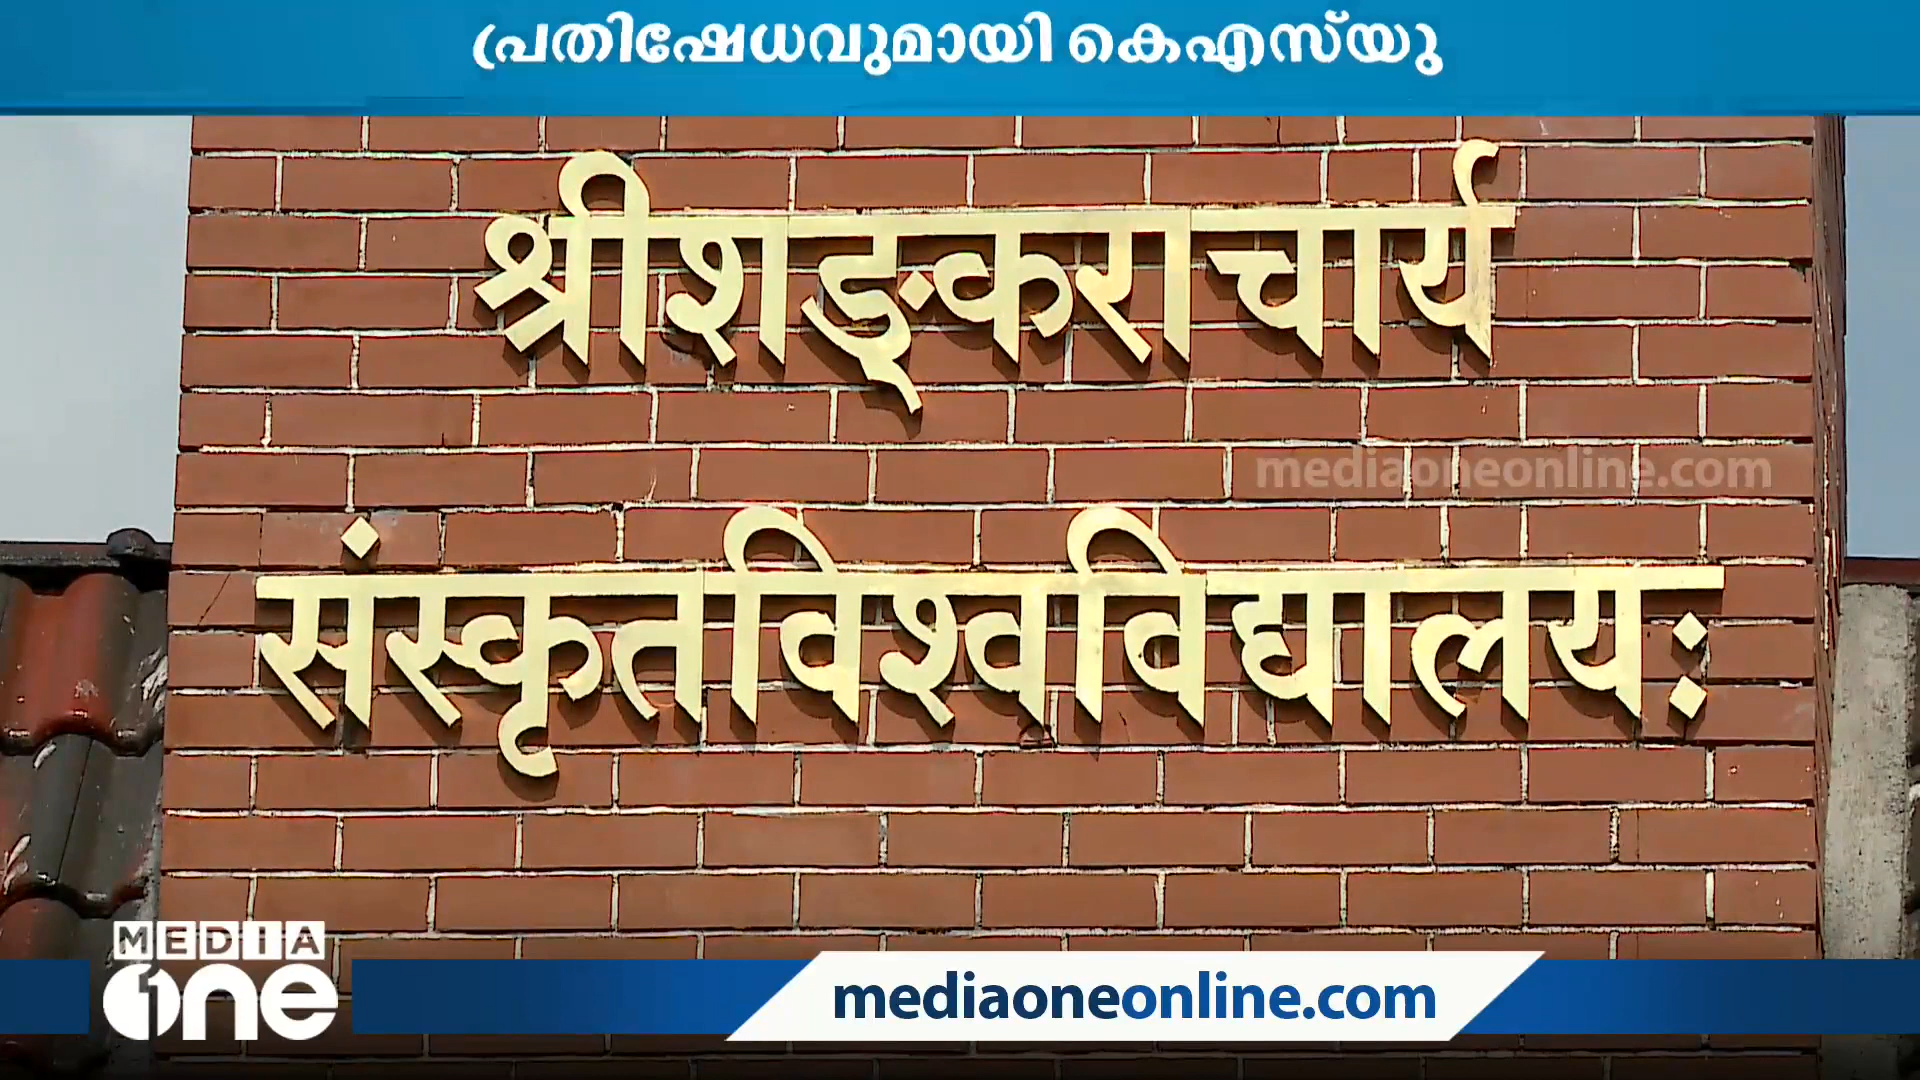 പ്രതിഷേധവുമായി കെഎസ്‌യു
श्रीशङ्कराचार्य
mediaoneonline.com
संस्कृतविश्वविद्यालयः
MEDIA
one
mediaoneonline.com